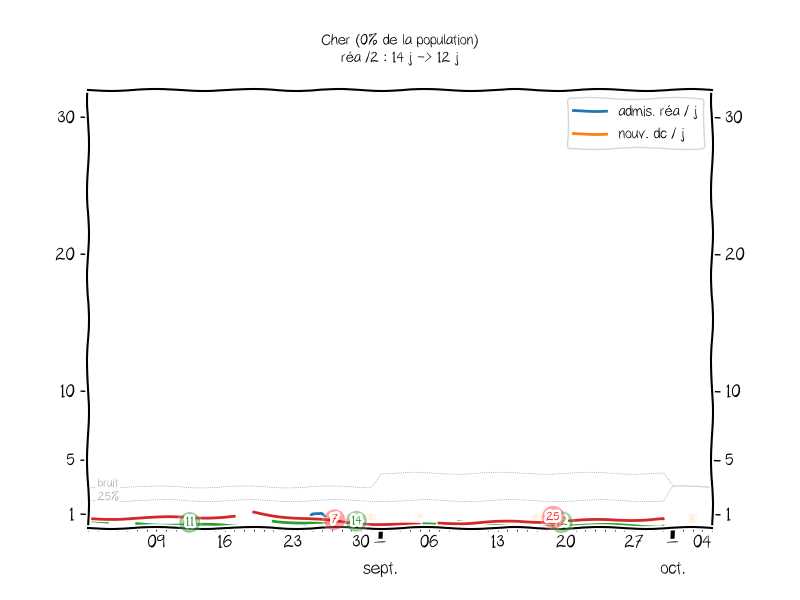 Cher (0% de la population)
réa /2 : 14 j -> 12 j
admis. réa / j
nouv. dc / j
30 30
20 20
10 10
5 5
bruit
25%
1 1
11 7 14 25
09 16 23 30 06 13 20 27 04
sept. oct.